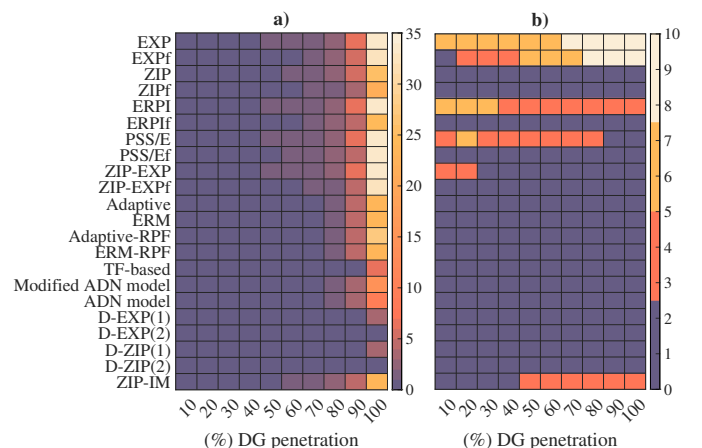 a)
b)
EXP
EXPf
ZIP
ZIPf
ERPI
ERPIf
PSS/E
PSS/Ef
ZIP-EXP
ZIP-EXPf
Adaptive
ERM
Adaptive-RPF
ERM-RPF
TF-based
Modified ADN model
ADN model
D-EXP(1)
D-EXP(2)
D-ZIP(1)
D-ZIP(2)
ZIP-IM
35
30
25
20
15
10
5
0
10
9
8
7
6
5
4
3
2
1
0
10 20 30 40 50 60 70 80 90 100
10 20 30 40 50 60 70 80 90 100
(%) DG penetration
(%) DG penetration